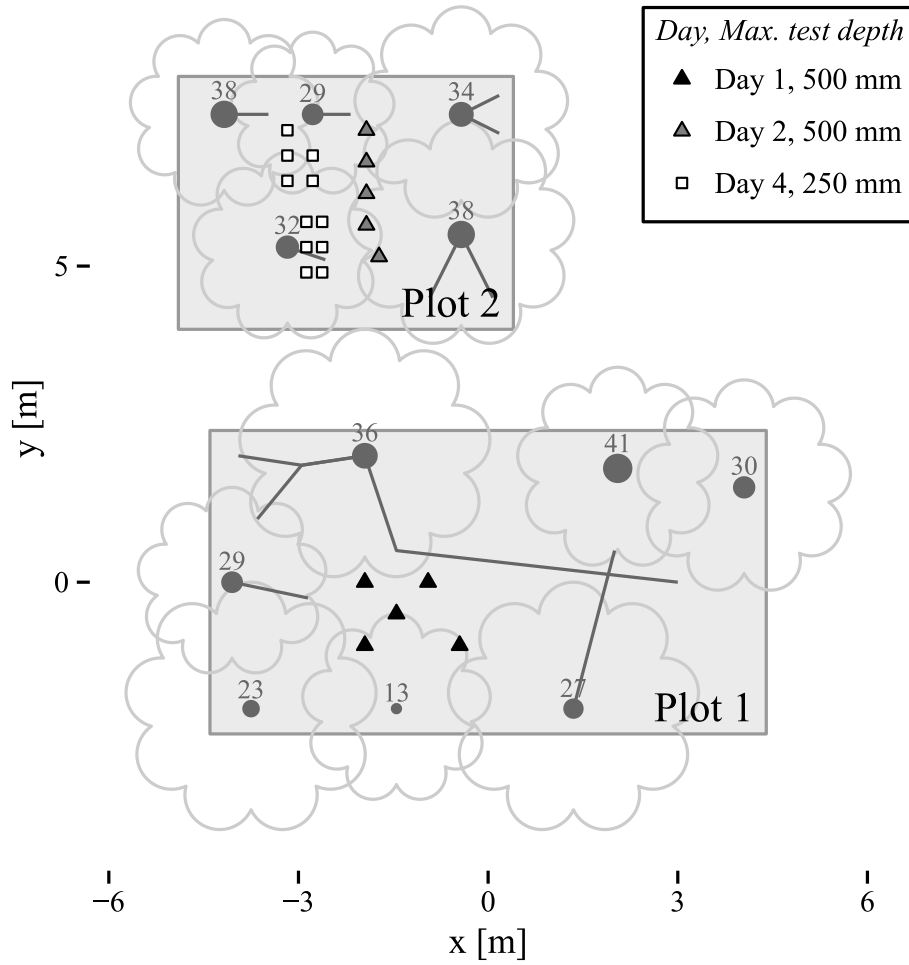 Day, Max. test depth
Day 1, 500 mm
Day 2, 500 mm
Day 4, 250 mm
38
29
34
32
38
Plot 2
5
y [m]
36
41
30
0
29
23
13
27
Plot 1
−6
−3
0
3
6
x [m]